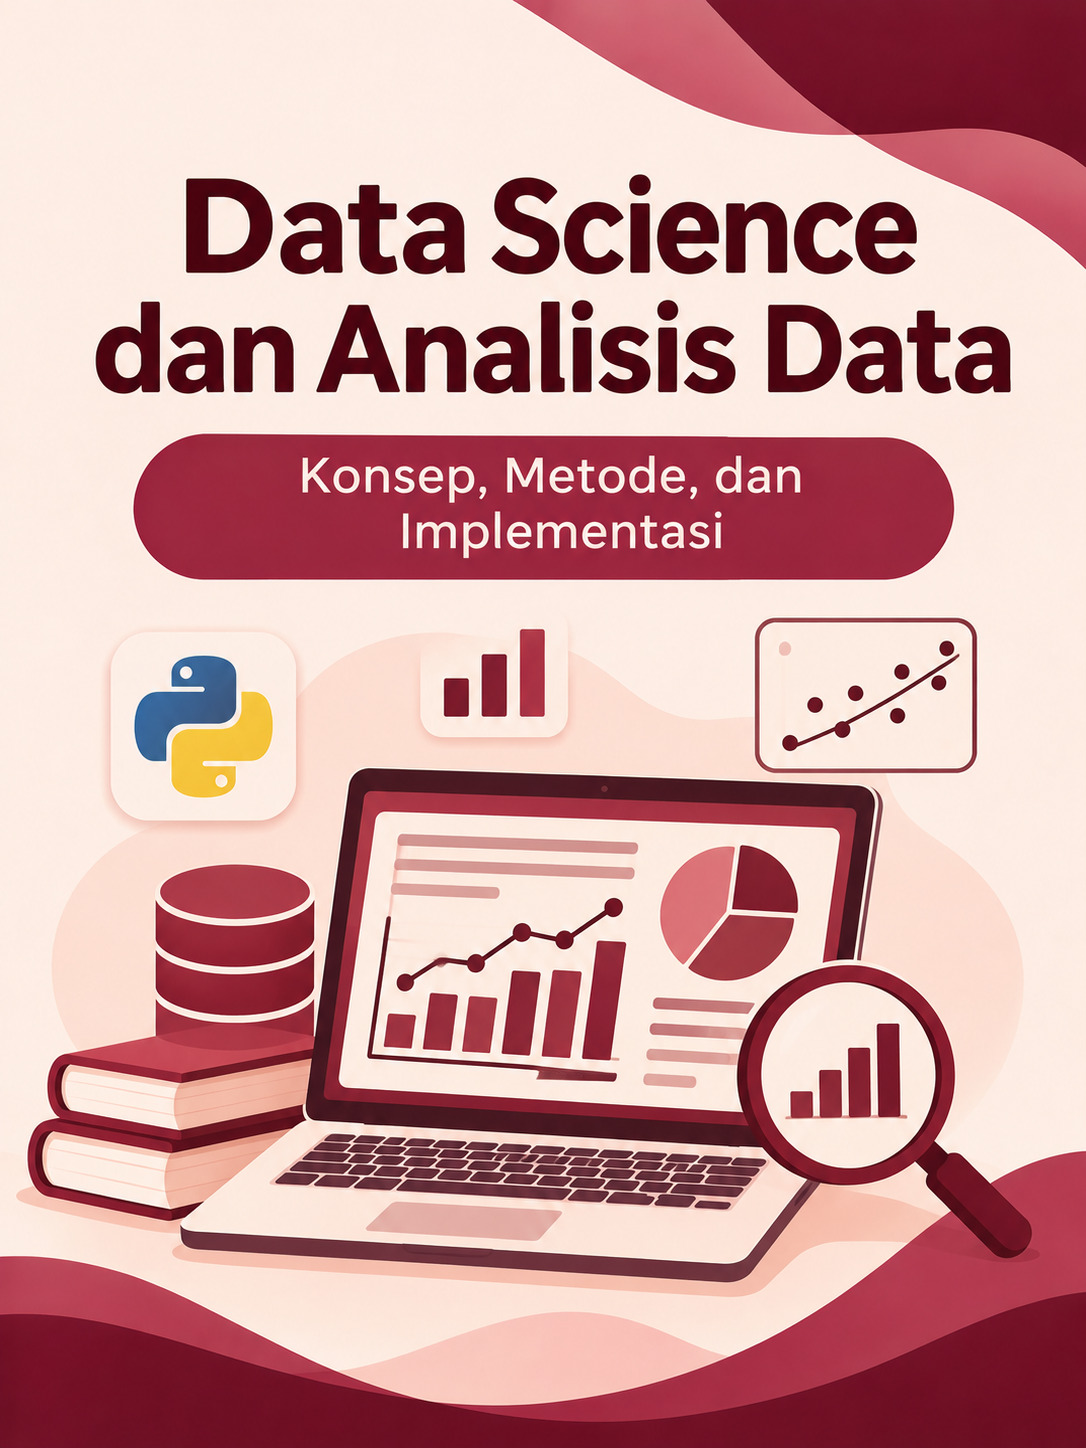 Data Science
dan Analisis Data
Konsep, Metode, dan
Implementasi